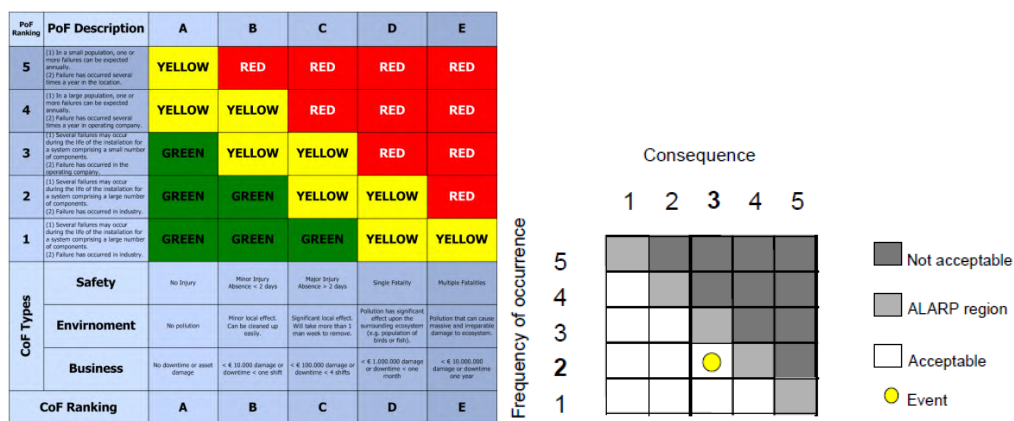 PoF Ranking PoF Description A B C D E
5
(1) In a small population, one or
more failures can be expected
annually.
(2) Failure has occurred several
times a year in the location.
YELLOW RED RED RED RED
4
(1) In a large population, one or
more failures can be expected
annually.
(2) Failure has occurred several
times a year in operating company.
YELLOW YELLOW RED RED RED
3
(1) Several failures may occur
during the life of the installation for
a system comprising a small number
of components.
(2) Failure has occurred in the
operating company.
GREEN YELLOW YELLOW RED RED
2
(1) Several failures may occur
during the life of the installation for
a system comprising a large number
of components.
(2) Failure has occurred in industry.
GREEN GREEN YELLOW YELLOW RED
1
(1) Several failures may occur
during the life of the installation for
a system comprising a large number
of components.
(2) Failure has occurred in industry.
GREEN GREEN GREEN YELLOW YELLOW
CoF Types
Safety
No Injury
Minor Injury
Absence < 2 days
Major Injury
Absence > 2 days
Single Fatality
Multiple Fatalities
Envirnoment
No pollution
Minor local effect.
Can be cleaned up
easily.
Significant local effect.
Will take more than 1
man week to remove.
Pollution has significant
effect upon the
surrounding ecosystem
(e.g. population of
birds or fish).
Pollution that can cause
massive and irreparable
damage to ecosystem.
Business
No downtime or asset
damage
< € 10.000 damage or
downtime < one shift
< € 100.000 damage or
downtime < 4 shifts
< € 1.000.000 damage
or downtime < one
month
< € 10.000.000
damage or downtime
one year
CoF Ranking A B C D E
Consequence
1 2 3 4 5
Frequency of occurrence
5
4
3
2
1
Not acceptable
ALARP region
Acceptable
Event